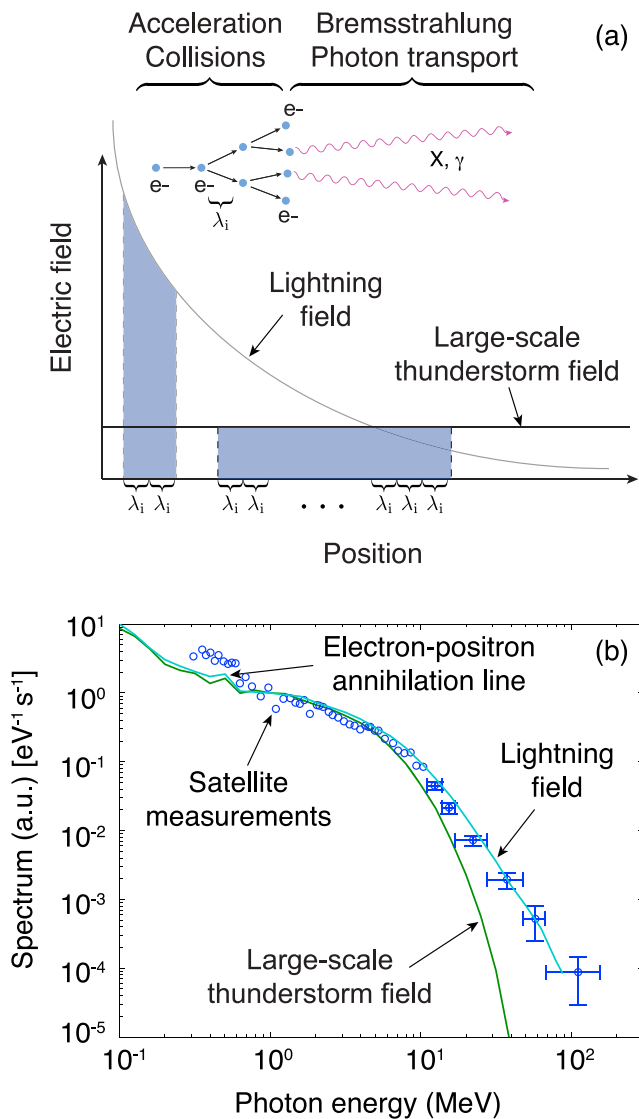 Acceleration
Collisions
Bremsstrahlung
Photon transport
(a)
e-
e-
e-
e-
X, γ
λi
Electric field
Lightning
field
Large-scale
thunderstorm field
λi λi λi λi . . . λi λi λi
Position
(b)
Spectrum (a.u.) [eV⁻¹ s⁻¹]
10¹
10⁰
10⁻¹
10⁻²
10⁻³
10⁻⁴
10⁻⁵
Electron-positron
annihilation line
Satellite
measurements
Lightning
field
Large-scale
thunderstorm field
10⁻¹ 10⁰ 10¹ 10²
Photon energy (MeV)